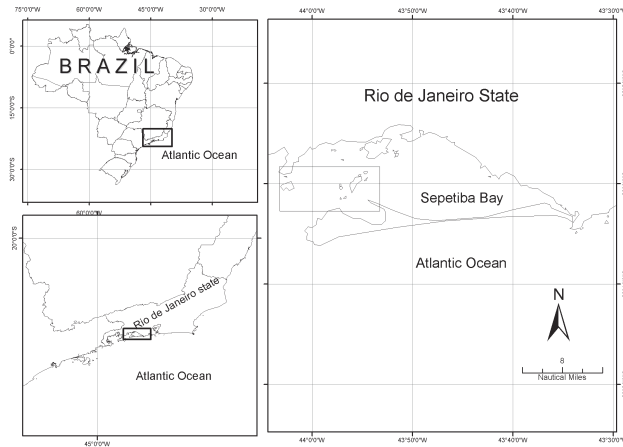 75°0'0"W 60°0'0"W 45°0'0"W 30°0'0"W
0°0'0"
BRAZIL
15°0'0"S
Atlantic Ocean
30°0'0"S
60°0'0"W
20°0'0"S
Rio de Janeiro state
Atlantic Ocean
45°0'0"W
44°0'0"W 43°50'0"W 43°40'0"W 43°30'0"W
Rio de Janeiro State
Sepetiba Bay
Atlantic Ocean
N
8
Nautical Miles
44°0'0"W 43°50'0"W 43°40'0"W 43°30'0"W